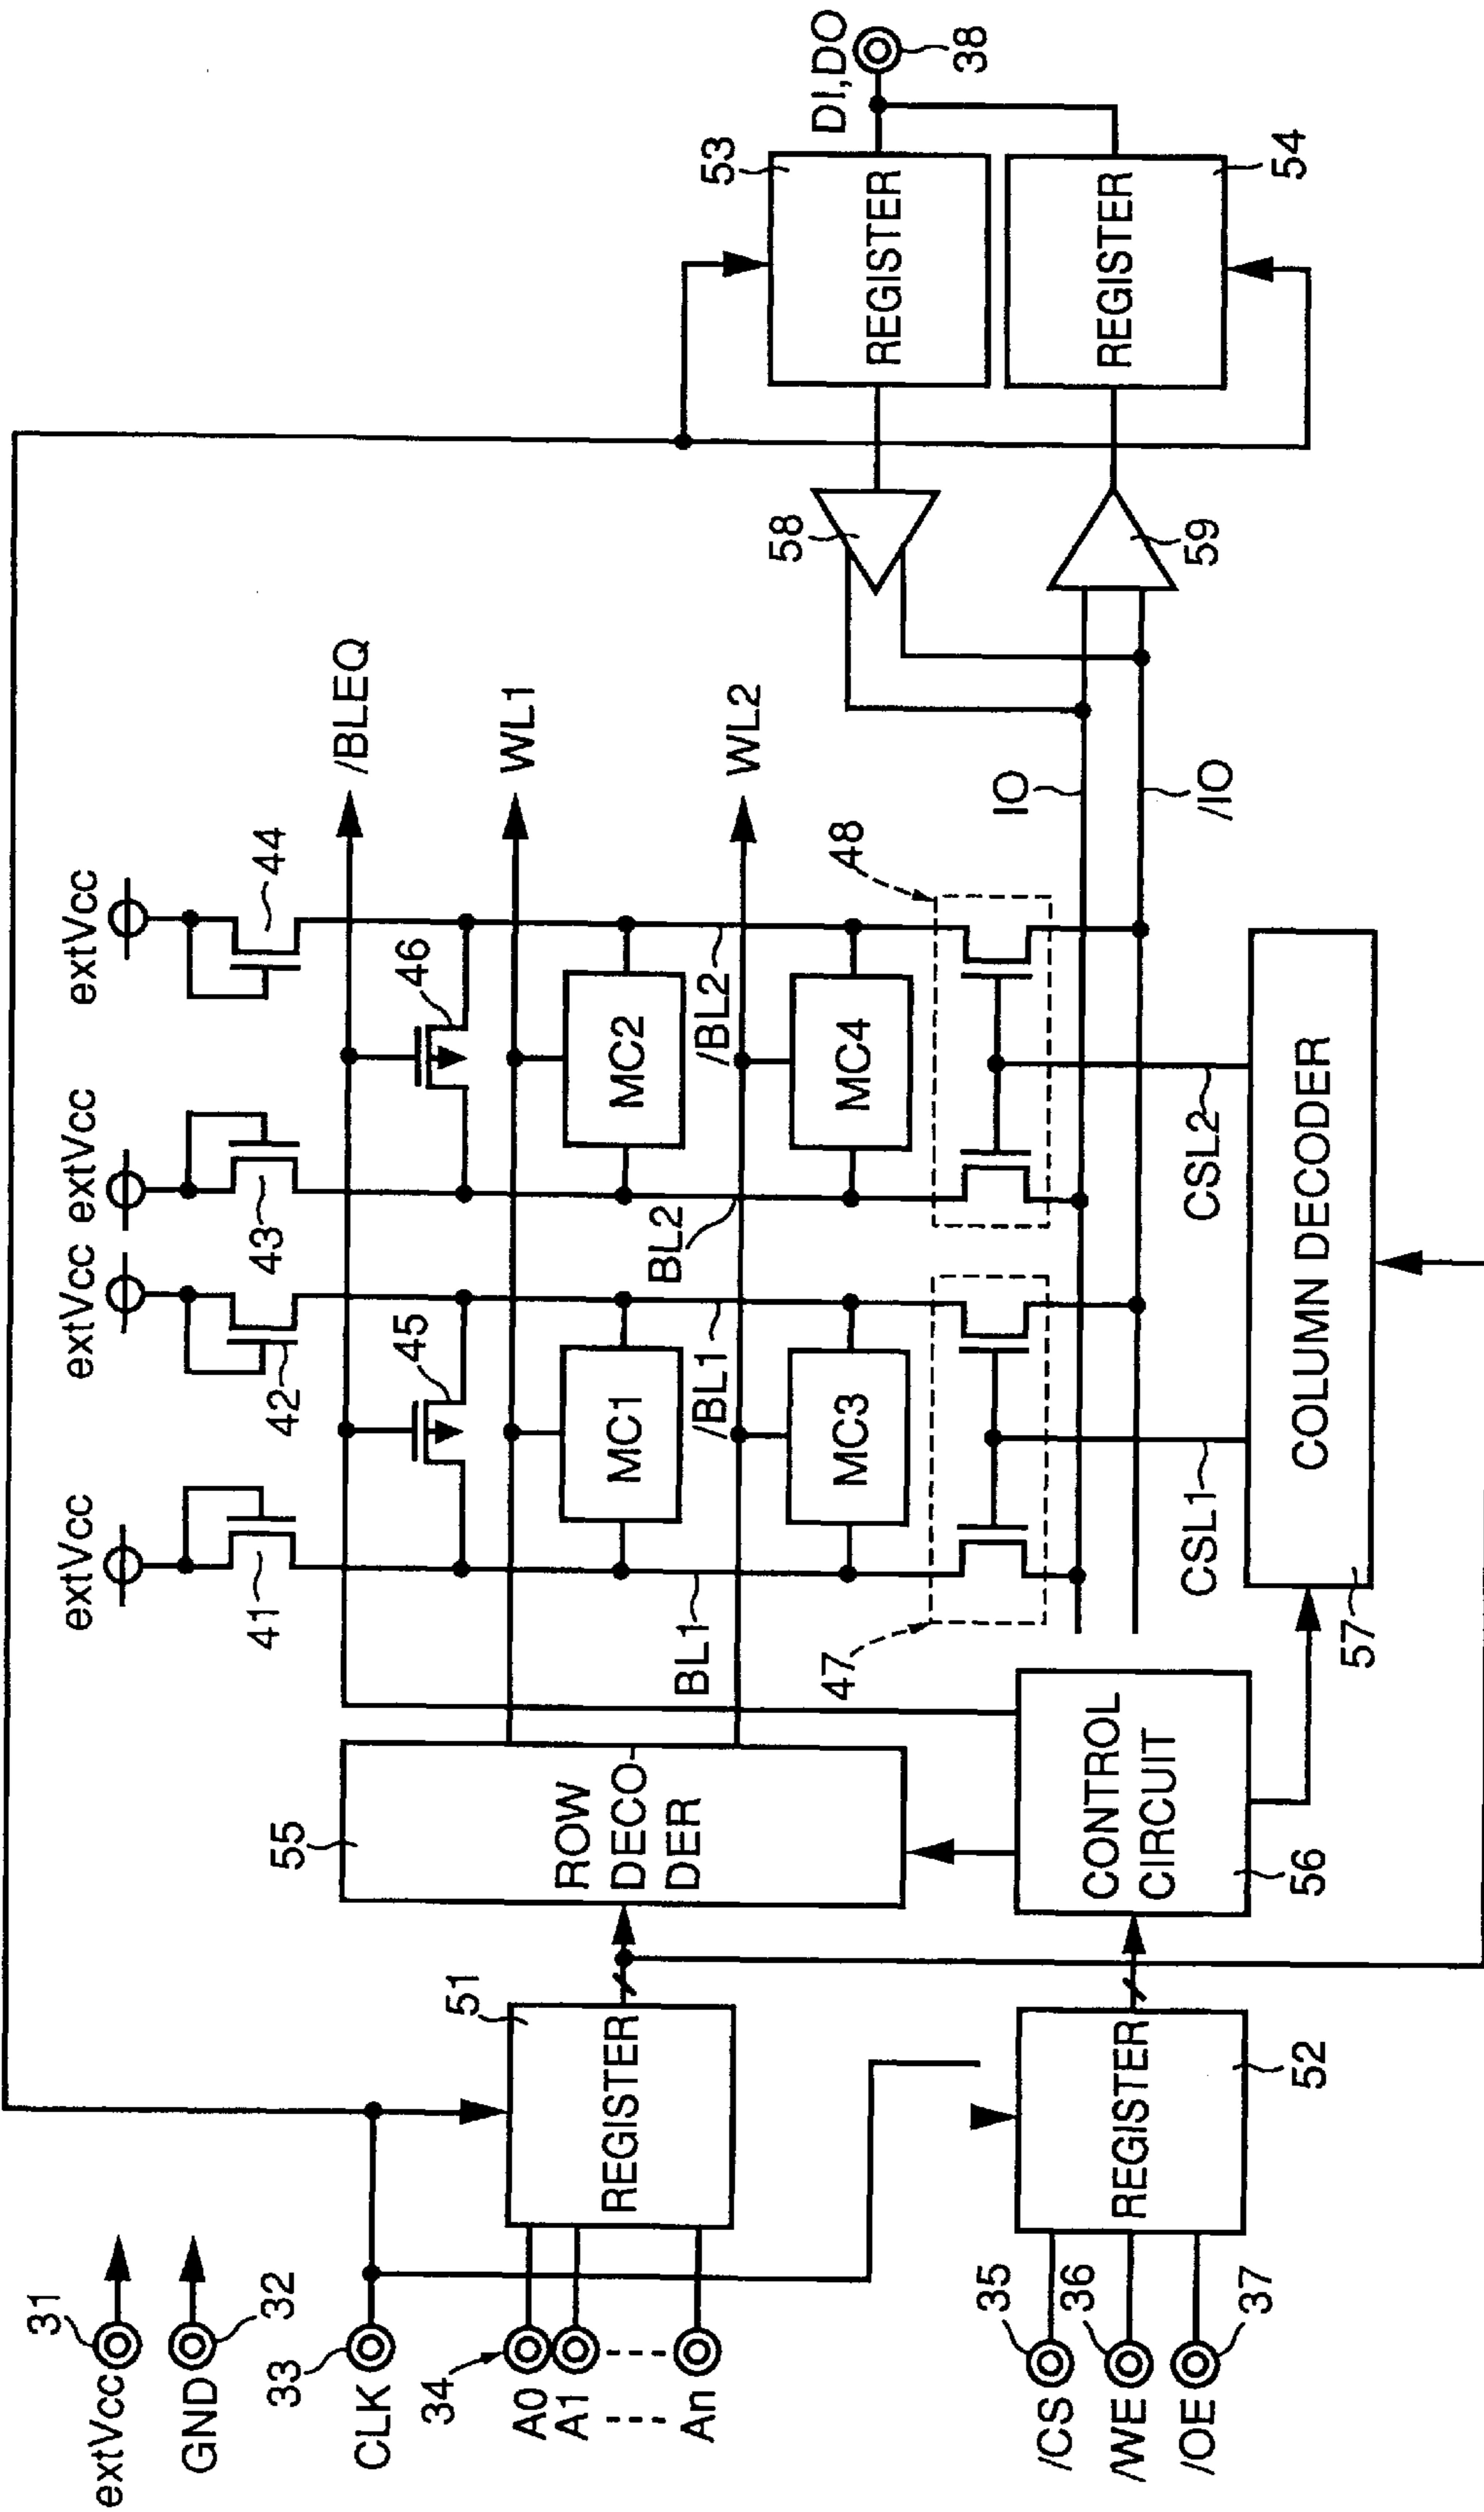 extVcc
31
GND
32
33
CLK
34
A0
A1
An
35
/CS
36
/WE
37
/OE
51
REGISTER
52
REGISTER
55
ROW
DECO-
DER
CONTROL
CIRCUIT
56
extVcc
41
extVcc
42
extVcc
43
extVcc
44
45
46
/BLEQ
WL1
WL2
MC1
MC2
MC3
MC4
BL1
/BL1
BL2
/BL2
47
48
CSL1
CSL2
COLUMN DECODER
57
IO
/IO
58
59
53
REGISTER
REGISTER
54
DI,DO
38